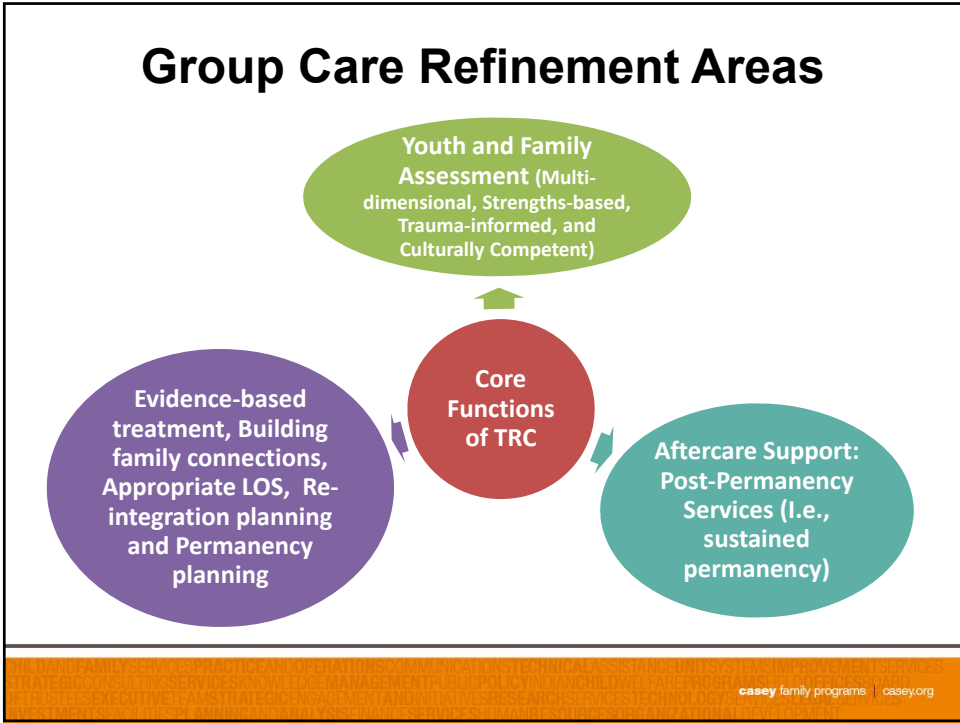 Group Care Refinement Areas
Youth and Family
Assessment (Multi-
dimensional, Strengths-based,
Trauma-informed, and
Culturally Competent)
Core
Functions
of TRC
Evidence-based
treatment, Building
family connections,
Appropriate LOS, Re-
integration planning
and Permanency
planning
Aftercare Support:
Post-Permanency
Services (I.e.,
sustained
permanency)
casey family programs | casey.org